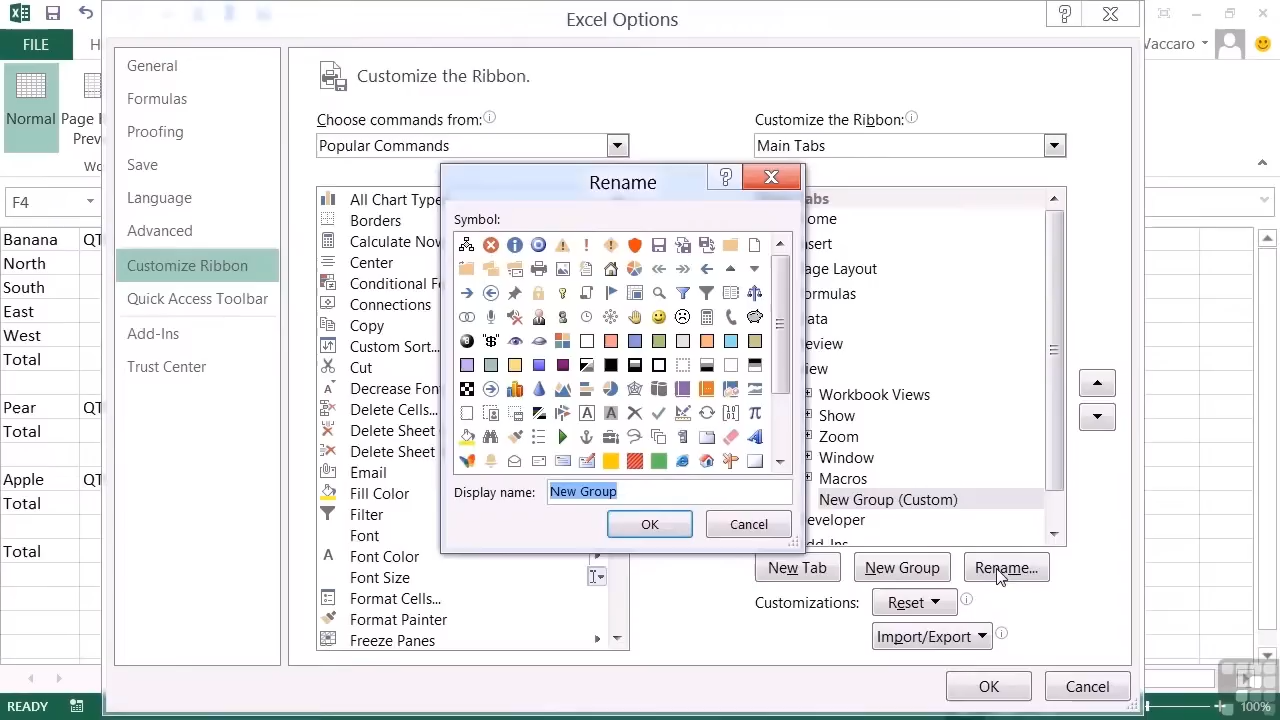 Excel Options
FILE
H
Vaccaro
Normal
Page
Prev
F4
Banana QT
North
South
East
West
Total
Pear QT
Total
Apple QT
Total
Total
READY
100%
General
Formulas
Proofing
Save
Language
Advanced
Customize Ribbon
Quick Access Toolbar
Add-Ins
Trust Center
Customize the Ribbon.
Choose commands from:
Popular Commands
All Chart Type
Borders
Calculate Now
Center
Conditional Fo
Connections
Copy
Custom Sort...
Cut
Decrease Fon
Delete Cells...
Delete Sheet
Delete Sheet
Email
Fill Color
Filter
Font
Font Color
Font Size
Format Cells...
Format Painter
Freeze Panes
Customize the Ribbon:
Main Tabs
abs
ome
nsert
age Layout
ormulas
ata
eview
iew
Workbook Views
Show
Zoom
Window
Macros
New Group (Custom)
eveloper
dd-Ins
New Tab
New Group
Rename...
Customizations:
Reset
Import/Export
OK
Cancel
Rename
Symbol:
Display name:
New Group
OK
Cancel